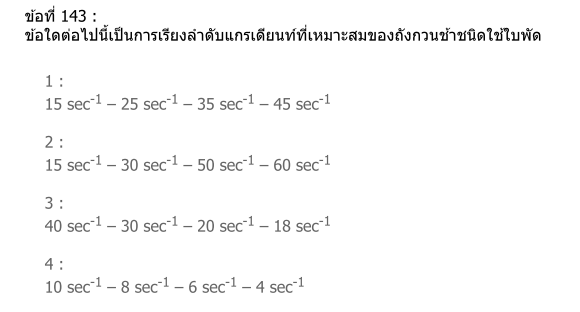 ข้อที่ 143 :
ข้อใดต่อไปนี้เป็นการเรียงลำดับแกรเดียนท์ที่เหมาะสมของถังกวนช้าชนิดใช้ใบพัด
1 :
15 sec⁻¹ – 25 sec⁻¹ – 35 sec⁻¹ – 45 sec⁻¹
2 :
15 sec⁻¹ – 30 sec⁻¹ – 50 sec⁻¹ – 60 sec⁻¹
3 :
40 sec⁻¹ – 30 sec⁻¹ – 20 sec⁻¹ – 18 sec⁻¹
4 :
10 sec⁻¹ – 8 sec⁻¹ – 6 sec⁻¹ – 4 sec⁻¹